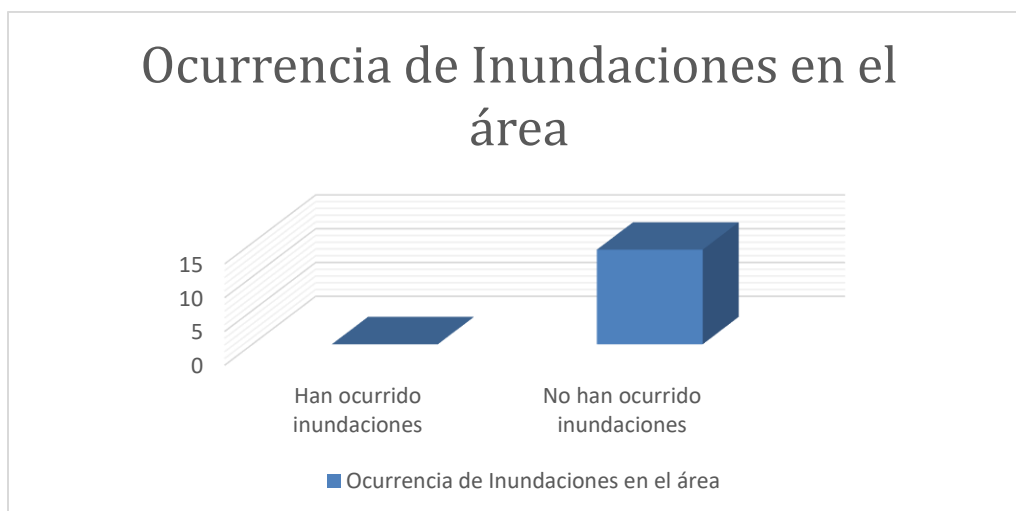 Ocurrencia de Inundaciones en el
área
15
10
5
0
Han ocurrido
inundaciones
No han ocurrido
inundaciones
Ocurrencia de Inundaciones en el área